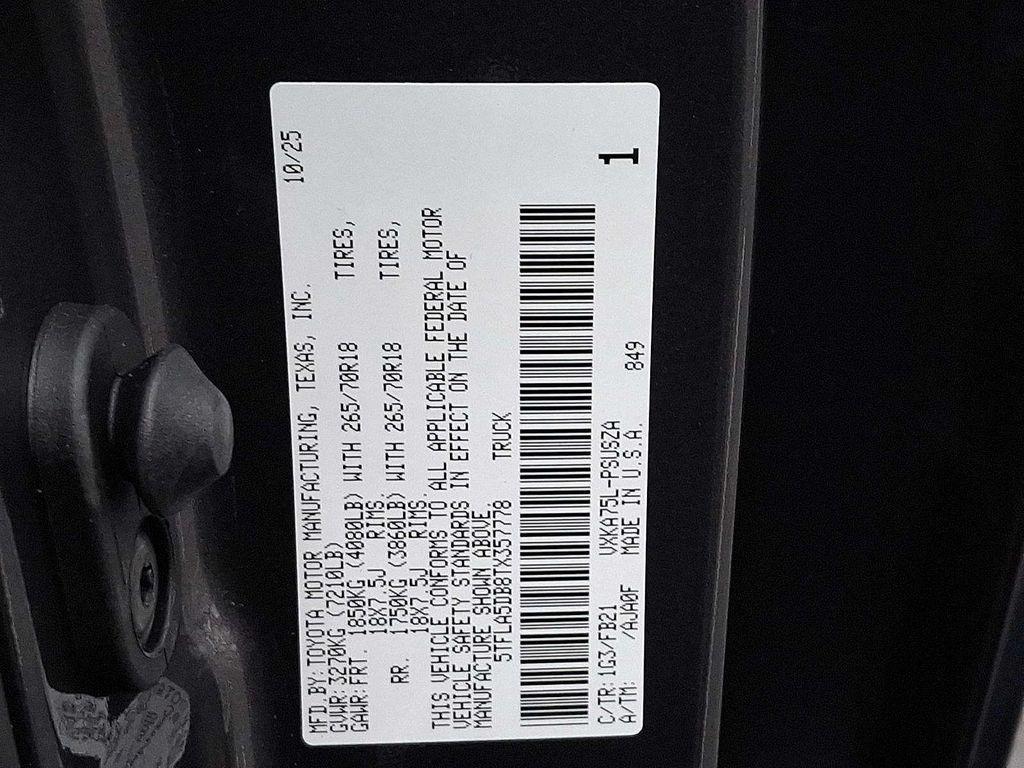 10/25
MFD.BY:TOYOTA MOTOR MANUFACTURING, TEXAS, INC.
GVWR:3270KG (7210LB)
GAWR:FRT. 1850KG (4080LB) WITH 265/70R18 TIRES,
18X7.5J RIMS.
RR. 1750KG (3860LB) WITH 265/70R18 TIRES,
18X7.5J RIMS.
THIS VEHICLE CONFORMS TO ALL APPLICABLE FEDERAL MOTOR
VEHICLE SAFETY STANDARDS IN EFFECT ON THE DATE OF
MANUFACTURE SHOWN ABOVE.
5TFLA5DB8TX357778 TRUCK
C/TR:1G3/FB21 VXKA75L-PSUSZA 849 1
A/TM: /AJA0F MADE IN U.S.A.